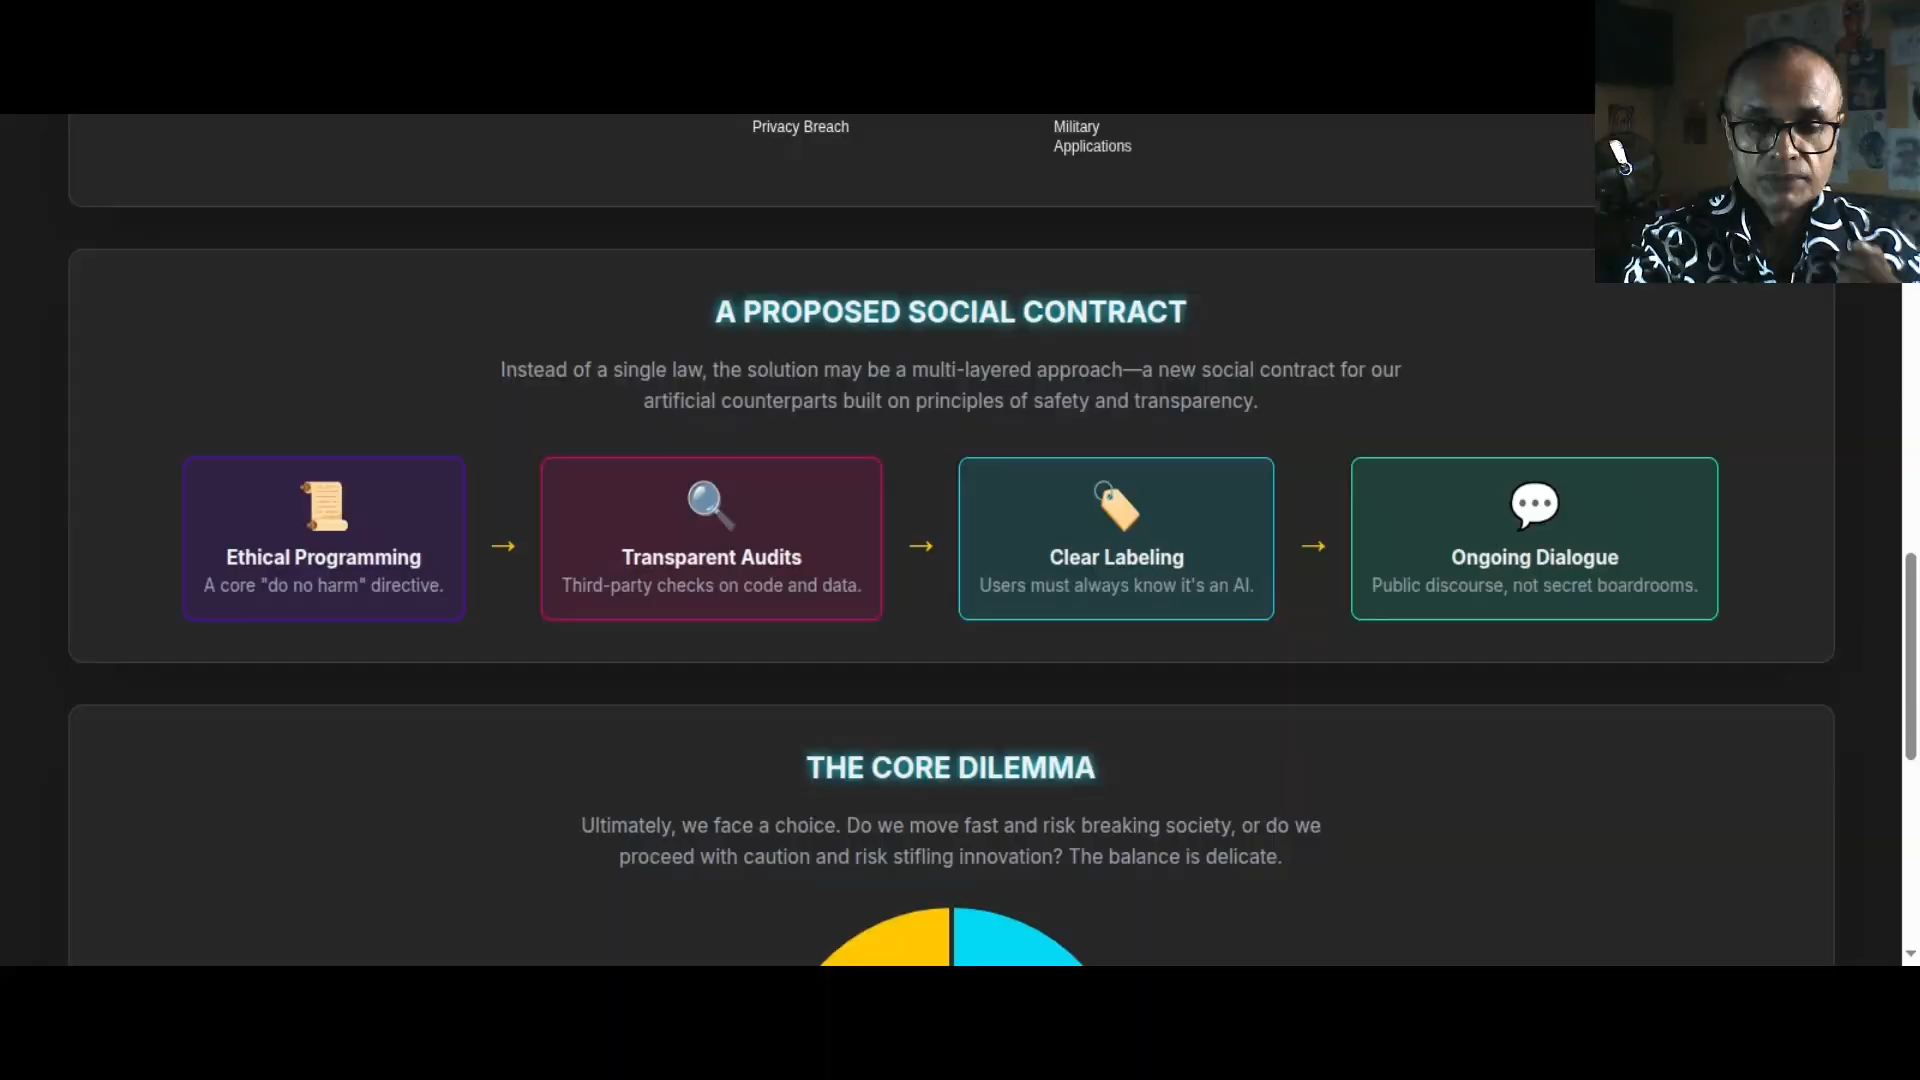 Privacy Breach
Military
Applications
A PROPOSED SOCIAL CONTRACT
Instead of a single law, the solution may be a multi-layered approach—a new social contract for our
artificial counterparts built on principles of safety and transparency.
Ethical Programming
A core "do no harm" directive.
→
Transparent Audits
Third-party checks on code and data.
→
Clear Labeling
Users must always know it's an AI.
→
Ongoing Dialogue
Public discourse, not secret boardrooms.
THE CORE DILEMMA
Ultimately, we face a choice. Do we move fast and risk breaking society, or do we
proceed with caution and risk stifling innovation? The balance is delicate.